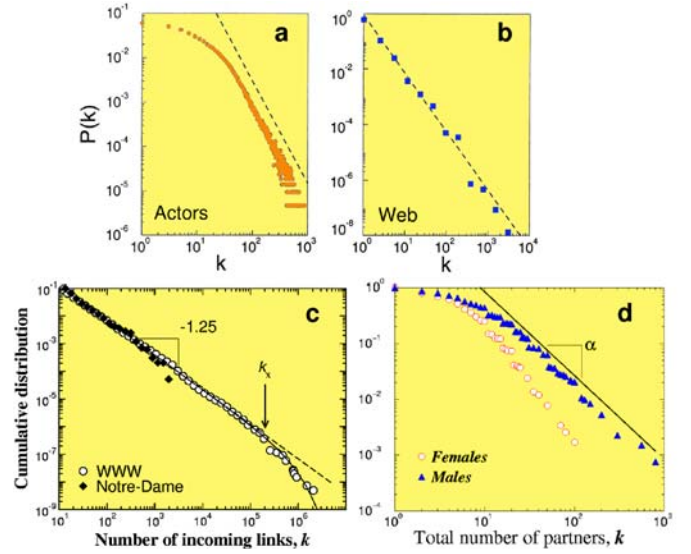 a
P(k)
10^0
10^-1
10^-2
10^-3
10^-4
10^-5
10^-6
Actors
10^0
10^1
10^2
10^3
k
b
10^0
10^-2
10^-4
10^-6
10^-8
Web
10^0
10^1
10^2
10^3
10^4
k
c
Cumulative distribution
10^-1
10^-3
10^-5
10^-7
10^-9
-1.25
k_x
WWW
Notre-Dame
10^1
10^2
10^3
10^4
10^5
10^6
Number of incoming links, k
d
10^0
10^-1
10^-2
10^-3
10^-4
α
Females
Males
10^0
10^1
10^2
10^3
Total number of partners, k